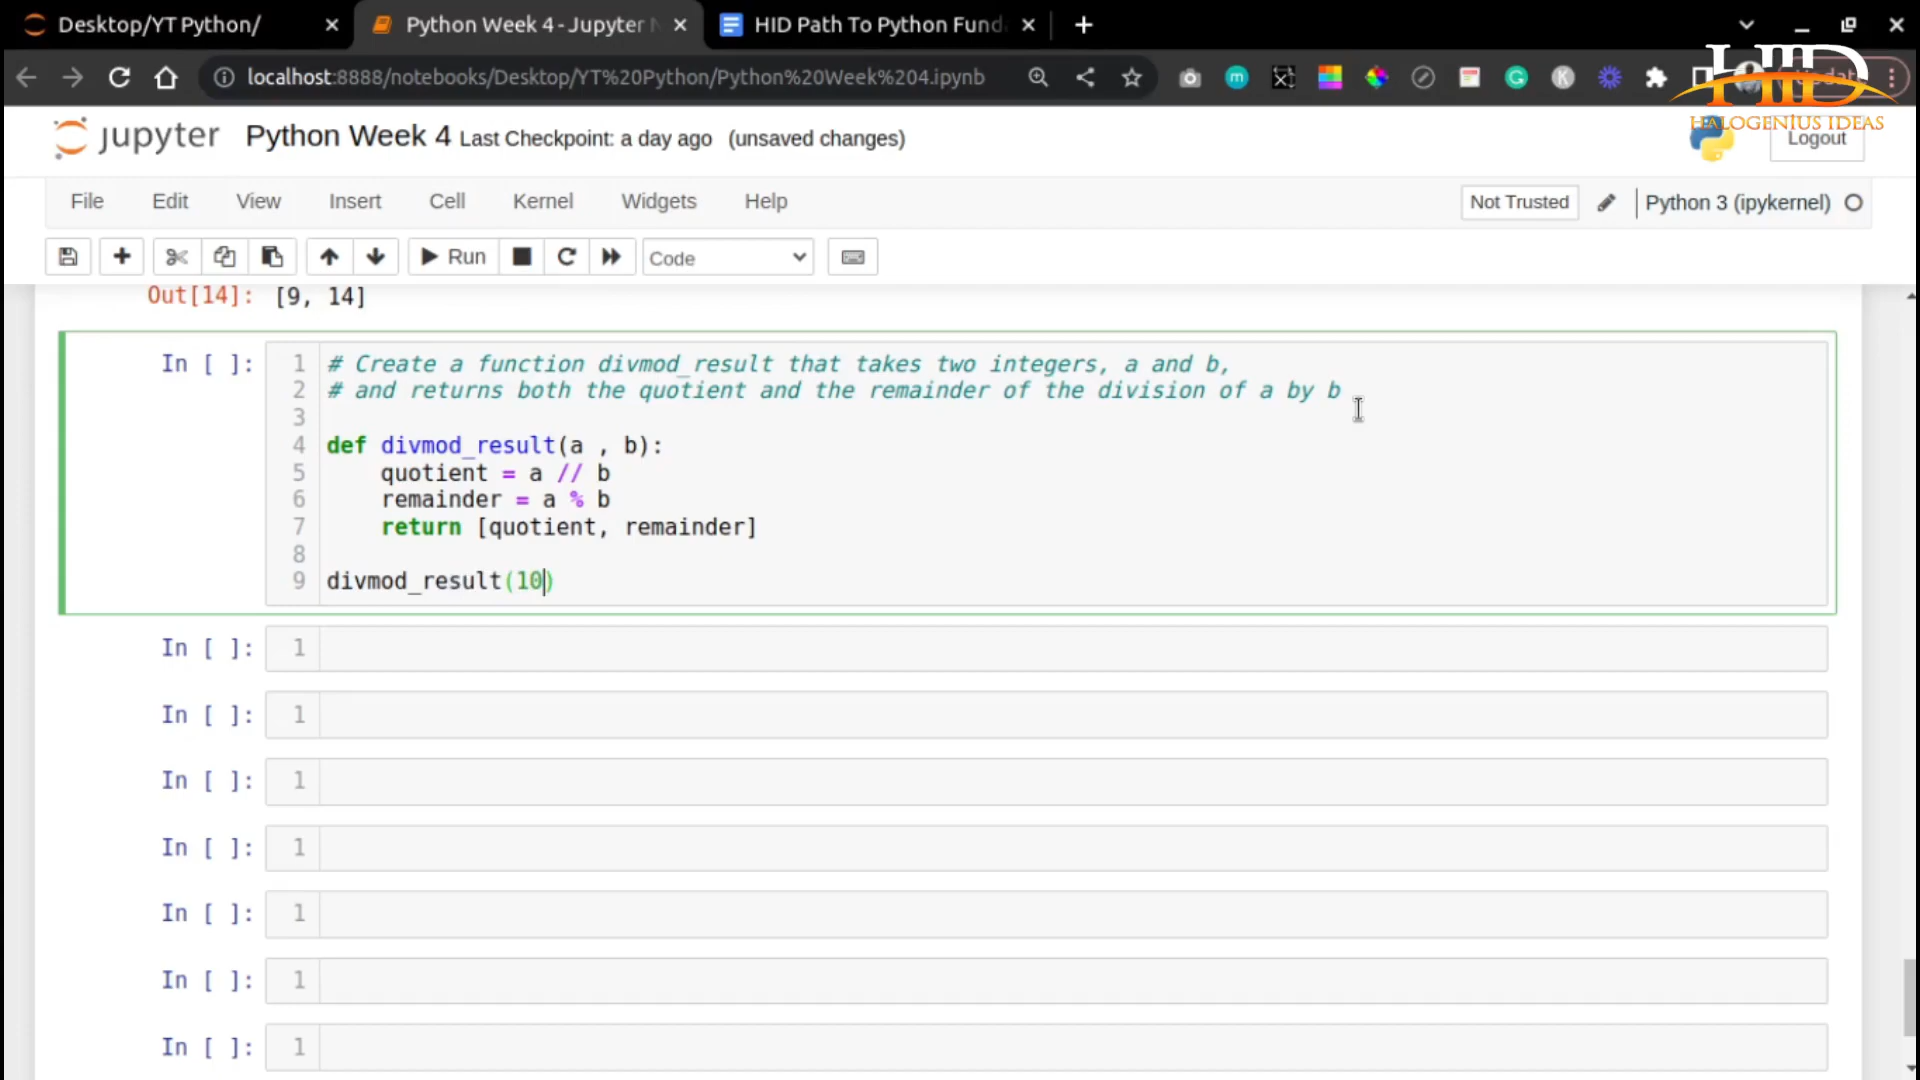 Desktop/YT Python/
Python Week 4 - Jupyter N
HID Path To Python Fund
localhost:8888/notebooks/Desktop/YT%20Python/Python%20Week%204.ipynb
HID
HALOGENIUS IDEAS
jupyter Python Week 4 Last Checkpoint: a day ago (unsaved changes)
Logout
File Edit View Insert Cell Kernel Widgets Help
Not Trusted
Python 3 (ipykernel)
Run
Code
Out[14]: [9, 14]
In [ ]:
1 # Create a function divmod_result that takes two integers, a and b,
2 # and returns both the quotient and the remainder of the division of a by b
3
4 def divmod_result(a , b):
5 quotient = a // b
6 remainder = a % b
7 return [quotient, remainder]
8
9 divmod_result(10)
In [ ]: 1
In [ ]: 1
In [ ]: 1
In [ ]: 1
In [ ]: 1
In [ ]: 1
In [ ]: 1